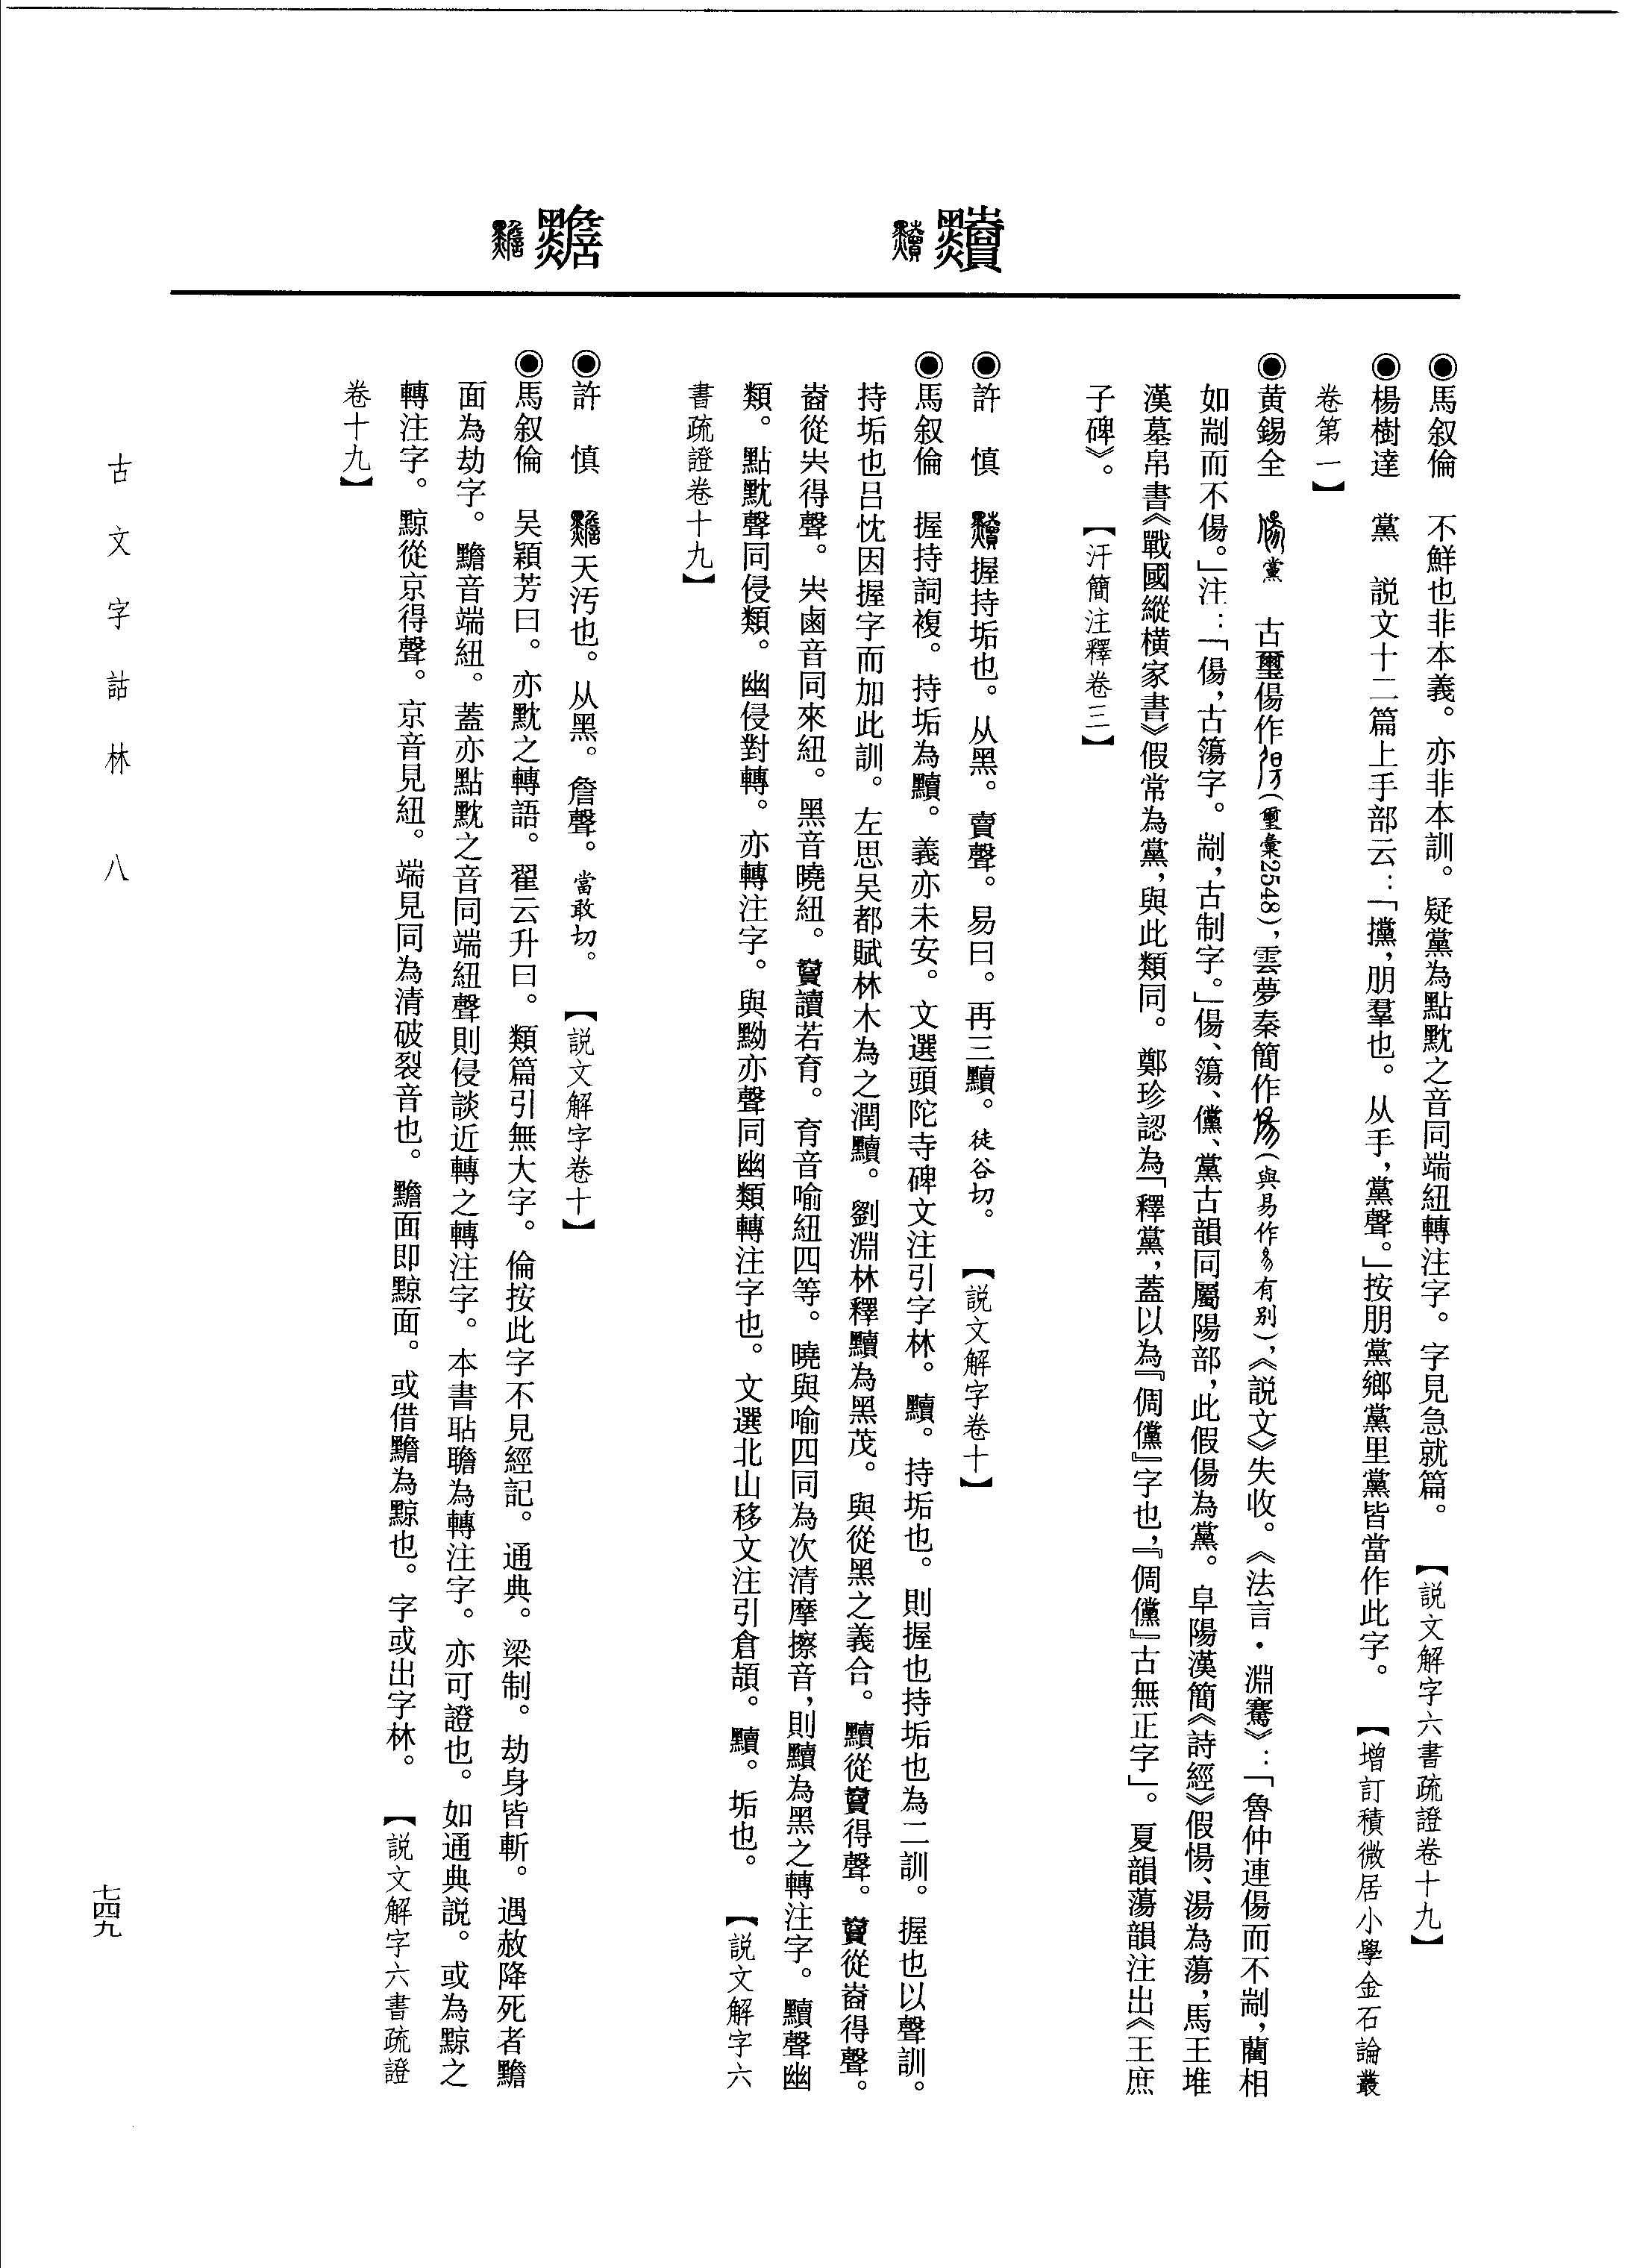 黷
黵
◉馬叙倫　不鮮也非本義。亦非本訓。疑黨為點黕之音同端紐轉注字。字見急就篇。　【説文解字六書疏證卷十九】
◉楊樹達　黨　説文十二篇上手部云：「攩，朋羣也。从手，黨聲。」按朋黨鄉黨里黨皆當作此字。　【增訂積微居小學金石論叢
卷第一】
◉黃錫全　黨　古璽傷作（璽彙2548），雲夢秦簡作（與易作有别），《説文》失收。《法言・淵騫》：「魯仲連傷而不剬，藺相
如剬而不傷。」注：「傷，古簜字。剬，古制字。」傷、簜、儻、黨古韻同屬陽部，此假傷為黨。阜陽漢簡《詩經》假惕、湯為蕩，馬王堆
漢墓帛書《戰國縱横家書》假常為黨，與此類同。鄭珍認為「釋黨，蓋以為『倜儻』字也，『倜儻』古無正字」。夏韻蕩韻注出《王庶
子碑》。　【汗簡注釋卷三】
◉許　慎　握持垢也。从黑。賣聲。易曰。再三黷。徒谷切。　【説文解字卷十】
◉馬叙倫　握持詞複。持垢為黷。義亦未安。文選頭陀寺碑文注引字林。黷。持垢也。則握也持垢也為二訓。握也以聲訓。
持垢也吕忱因握字而加此訓。左思吴都賦林木為之潤黷。劉淵林釋黷為黑茂。與從黑之義合。黷從𧶠得聲。𧶠從㽎得聲。
㽎從圥得聲。圥鹵音同來紐。黑音曉紐。𧶠讀若育。育音喻紐四等。曉與喻四同為次清摩擦音，則黷為黑之轉注字。黷聲幽
類。點黕聲同侵類。幽侵對轉。亦轉注字。與黝亦聲同幽類轉注字也。文選北山移文注引倉頡。黷。垢也。　【説文解字六
書疏證卷十九】
◉許　慎　天汚也。从黑。詹聲。當敢切。　【説文解字卷十】
◉馬叙倫　吴穎芳曰。亦黕之轉語。翟云升曰。類篇引無大字。倫按此字不見經記。通典。梁制。劫身皆斬。遇赦降死者黵
面為劫字。黵音端紐。蓋亦點黕之音同端紐聲則侵談近轉之轉注字。本書聑聸為轉注字。亦可證也。如通典説。或為黥之
轉注字。黥從京得聲。京音見紐。端見同為清破裂音也。黵面即黥面。或借黵為黥也。字或出字林。　【説文解字六書疏證
卷十九】
古文字詁林　八
七四九